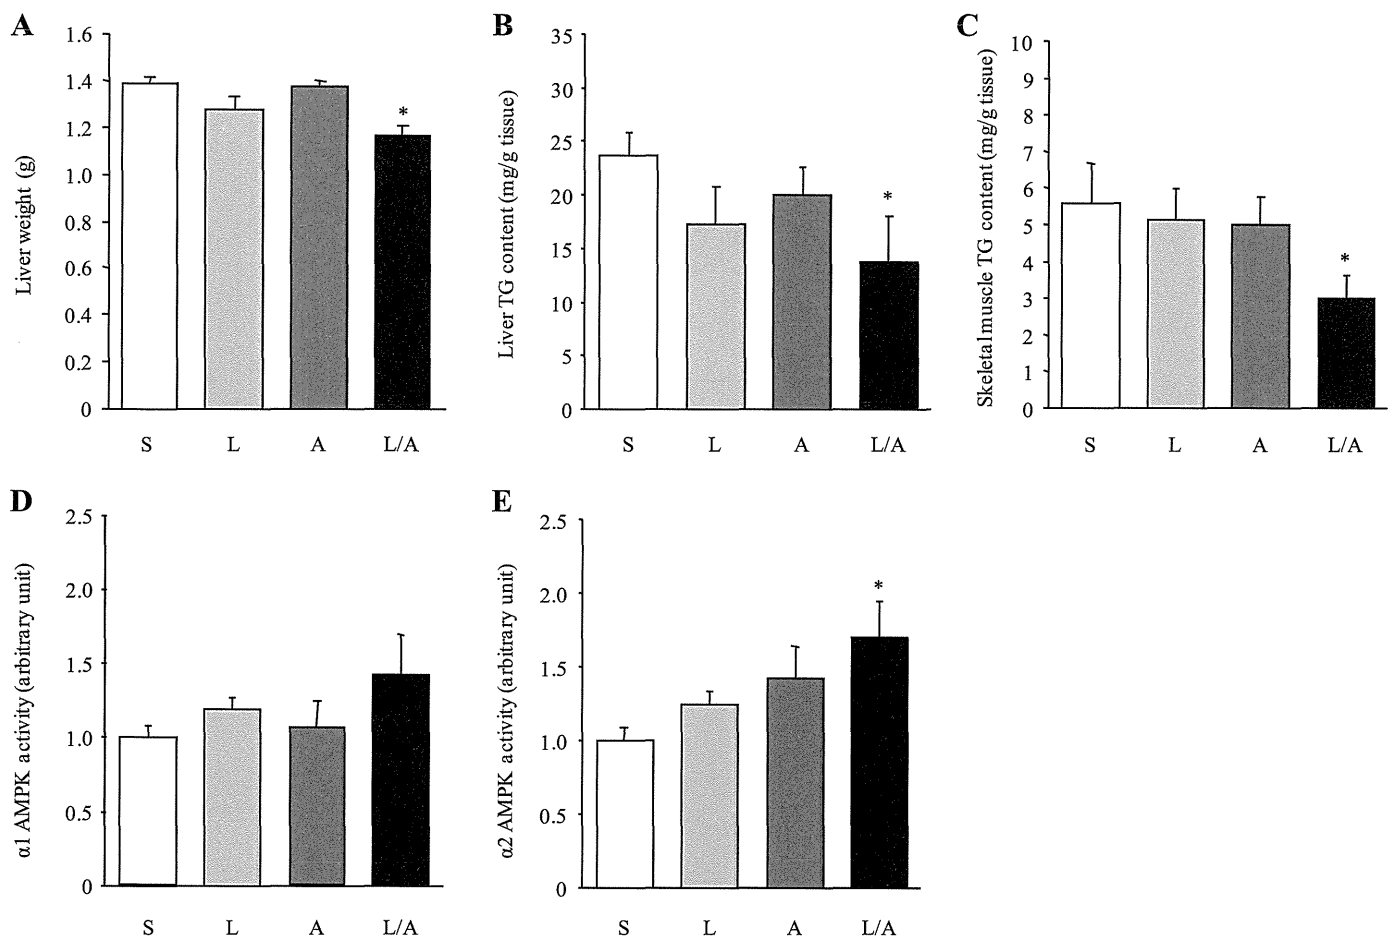 A
Liver weight (g)
1.6
1.4
1.2
1.0
0.8
0.6
0.4
0.2
0
*
S L A L/A
B
Liver TG content (mg/g tissue)
35
30
25
20
15
10
5
0
*
S L A L/A
C
Skeletal muscle TG content (mg/g tissue)
10
9
8
7
6
5
4
3
2
1
0
*
S L A L/A
D
α1 AMPK activity (arbitrary unit)
2.5
2.0
1.5
1.0
0.5
0
S L A L/A
E
α2 AMPK activity (arbitrary unit)
2.5
2.0
1.5
1.0
0.5
0
*
S L A L/A